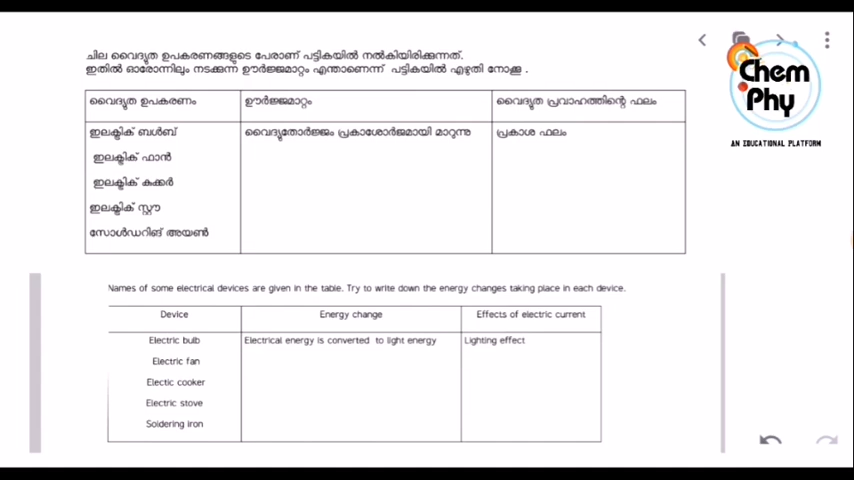 ചില വൈദ്യുത ഉപകരണങ്ങളുടെ പേരാണ് പട്ടികയിൽ നൽകിയിരിക്കുന്നത്.
ഇതിൽ ഓരോന്നിലും നടക്കുന്ന ഊർജ്ജമാറ്റം എന്താണെന്ന് പട്ടികയിൽ എഴുതി നോക്കൂ .
വൈദ്യുത ഉപകരണം ഊർജ്ജമാറ്റം വൈദ്യുത പ്രവാഹത്തിന്റെ ഫലം
ഇലക്ട്രിക് ബൾബ് വൈദ്യുതോർജ്ജം പ്രകാശോർജമായി മാറുന്നു പ്രകാശ ഫലം
ഇലക്ട്രിക് ഫാൻ
ഇലക്ട്രിക് കുക്കർ
ഇലക്ട്രിക് സ്റ്റൗ
സോൾഡറിങ് അയൺ
Chem
Phy
AN EDUCATIONAL PLATFORM
Names of some electrical devices are given in the table. Try to write down the energy changes taking place in each device.
Device Energy change Effects of electric current
Electric bulb Electrical energy is converted to light energy Lighting effect
Electric fan
Electic cooker
Electric stove
Soidering iron